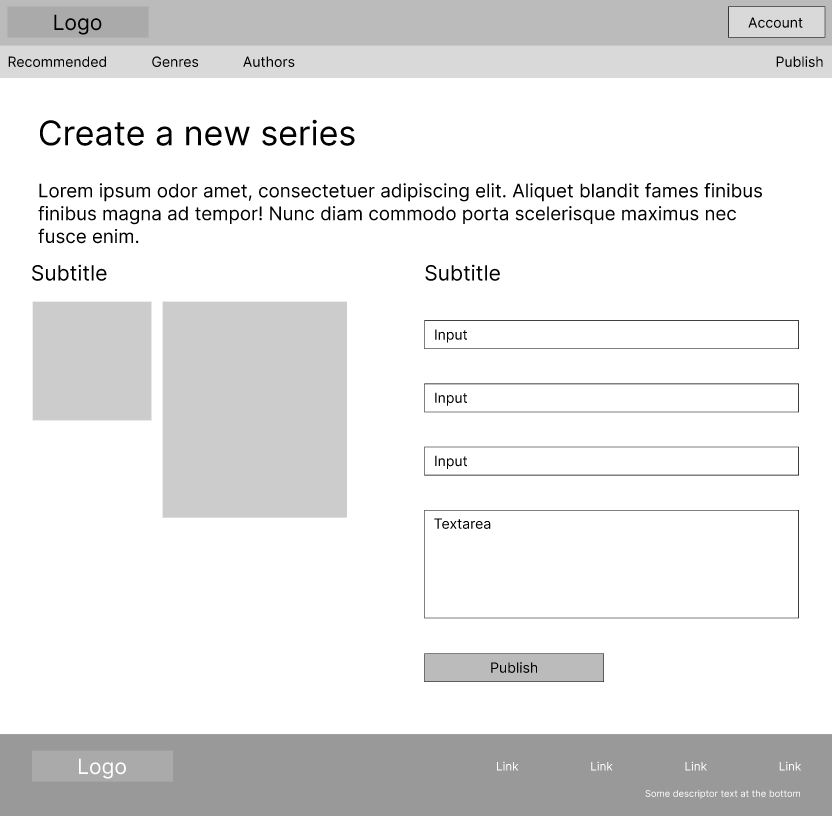 Logo
Account
Recommended
Genres
Authors
Publish
Create a new series
Lorem ipsum odor amet, consectetuer adipiscing elit. Aliquet blandit fames finibus
finibus magna ad tempor! Nunc diam commodo porta scelerisque maximus nec
fusce enim.
Subtitle
Subtitle
Input
Input
Input
Textarea
Publish
Logo
Link
Link
Link
Link
Some descriptor text at the bottom